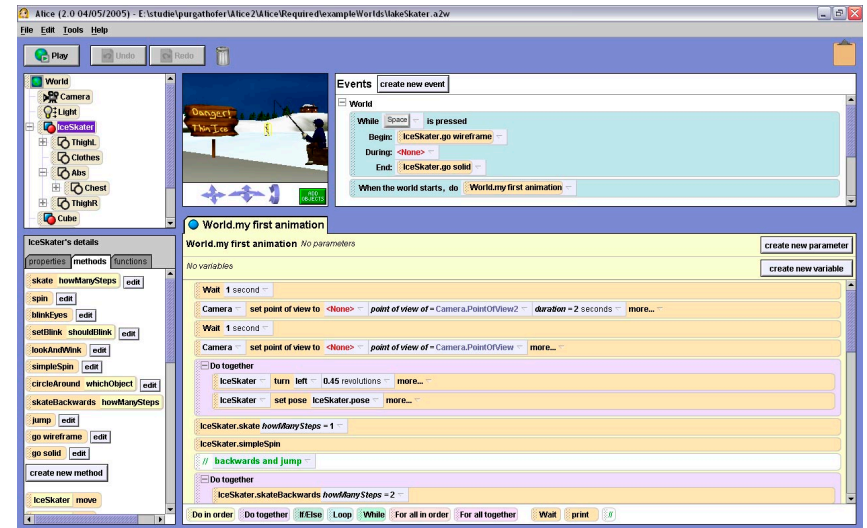 Alice (2.0 04/05/2005) - E:\studie\purgathofer\Alice2\Alice\Required\exampleWorlds\lakeSkater.a2w
File Edit Tools Help
Play Undo Redo
World
Camera
Light
IceSkater
ThighL
Clothes
Abs
Chest
ThighR
Cube
Danger!
Thin Ice
ADD
OBJECTS
Events create new event
World
While Space is pressed
Begin: IceSkater.go wireframe
During: <None>
End: IceSkater.go solid
When the world starts, do World.my first animation
IceSkater's details
properties methods functions
skate howManySteps edit
spin edit
blinkEyes edit
setBlink shouldBlink edit
lookAndWink edit
simpleSpin edit
circleAround whichObject edit
skateBackwards howManySteps
jump edit
go wireframe edit
go solid edit
create new method
IceSkater move
World.my first animation
World.my first animation No parameters create new parameter
No variables create new variable
Wait 1 second
Camera set point of view to <None> point of view of = Camera.PointOfView2 duration = 2 seconds more...
Wait 1 second
Camera set point of view to <None> point of view of = Camera.PointOfView more...
Do together
IceSkater turn left 0.45 revolutions more...
IceSkater set pose IceSkater.pose more...
IceSkater.skate howManySteps = 1
IceSkater.simpleSpin
// backwards and jump
Do together
IceSkater.skateBackwards howManySteps = 2
Do in order Do together If/Else Loop While For all in order For all together Wait print //